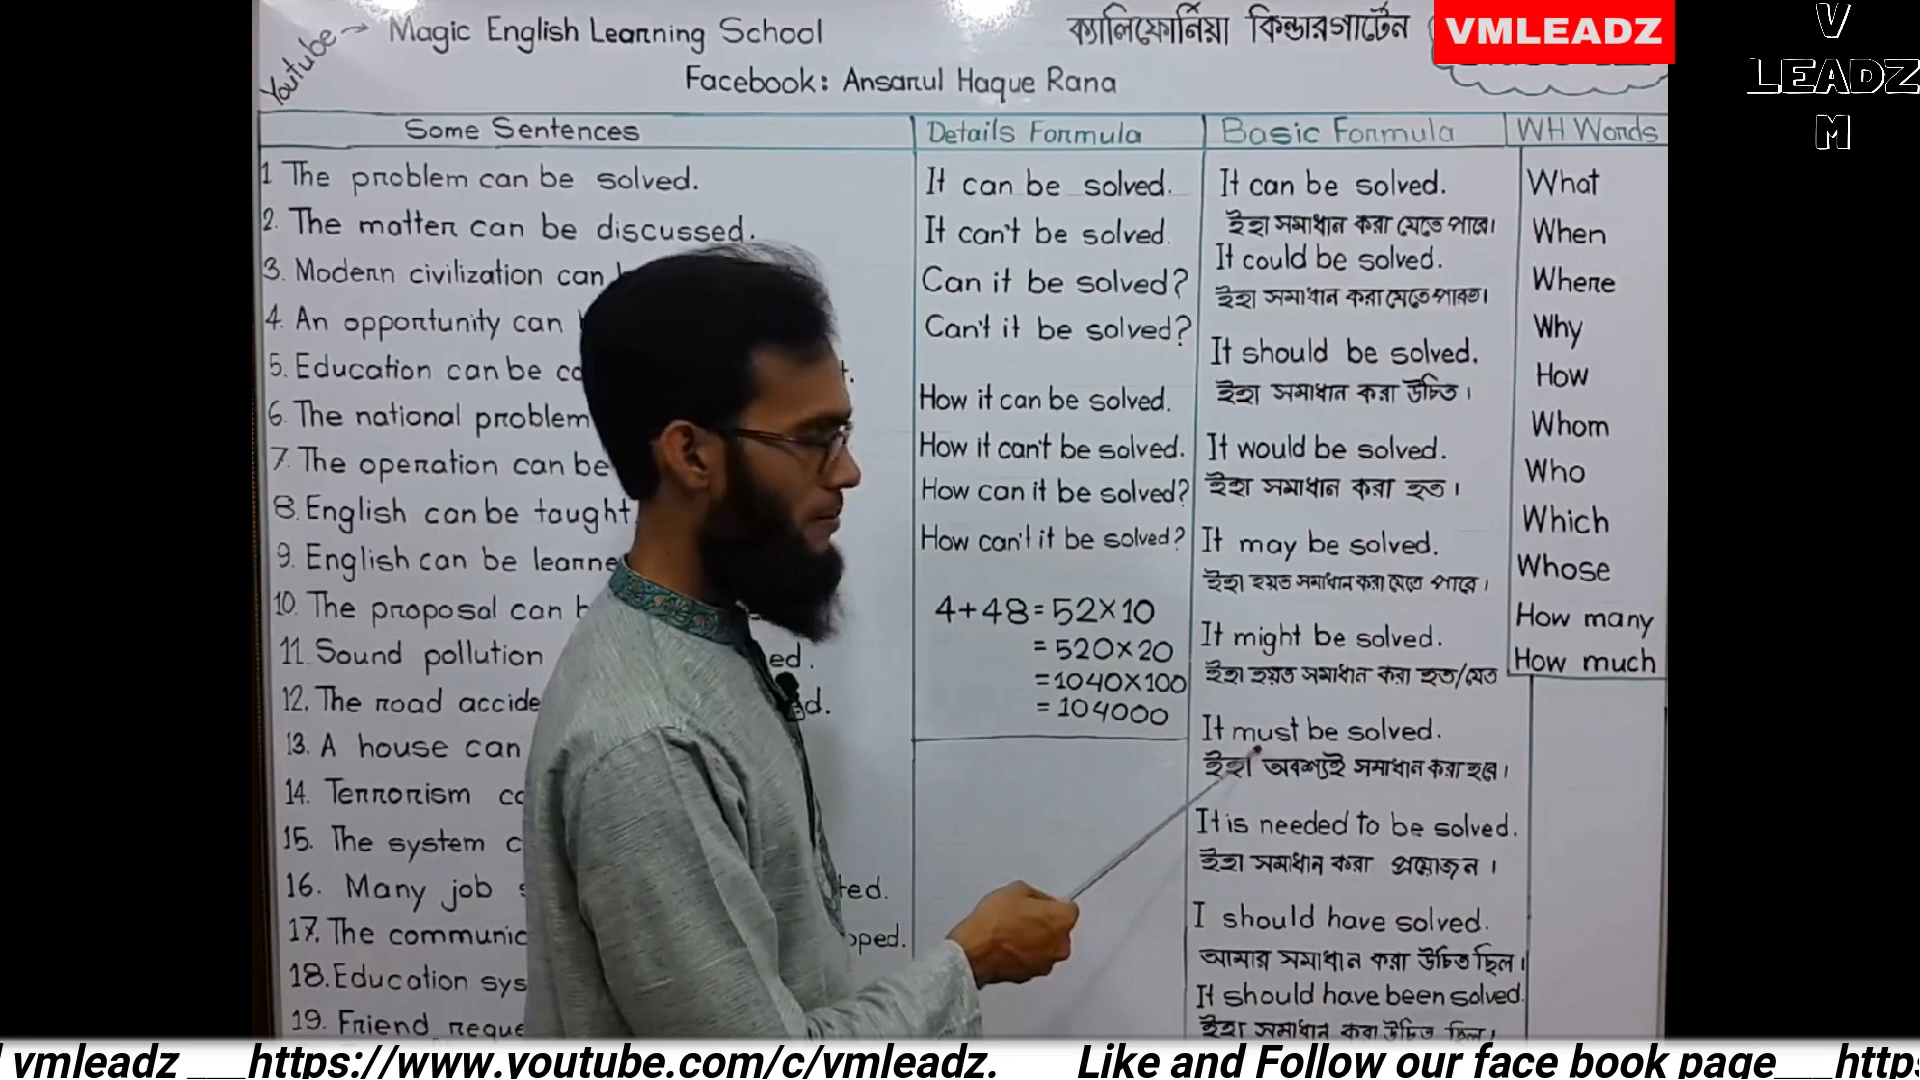 Youtube → Magic English Learning School
ক্যালিফোর্নিয়া কিন্ডারগার্টেন
VMLEADZ
V
LEADZ
M
Facebook: Ansarul Haque Rana
Some Sentences
1 The problem can be solved.
2. The matter can be discussed.
3. Modern civilization can
4. An opportunity can
5. Education can be
6. The national problem
7. The operation can be
8. English can be taught
9. English can be learne
10. The proposal can
11. Sound pollution ed.
12. The road accide d.
13. A house can
14. Terrorism
15. The system
16. Many job ted.
17. The communic oped.
18. Education sys
19. Friend reque
Details Formula
It can be solved.
It can't be solved.
Can it be solved?
Can't it be solved?
How it can be solved.
How it can't be solved.
How can it be solved?
How can't it be solved?
4+48=52×10
=520×20
=1040×100
=104000
Basic Formula
It can be solved.
ইহা সমাধান করা যেতে পারে।
It could be solved.
ইহা সমাধান করা যেতে পারত।
It should be solved.
ইহা সমাধান করা উচিত।
It would be solved.
ইহা সমাধান করা হত।
It may be solved.
ইহা হয়ত সমাধান করা যেতে পারে।
It might be solved.
ইহা হয়ত সমাধান করা হত/যেত
It must be solved.
ইহা অবশ্যই সমাধান করা হবে।
It is needed to be solved.
ইহা সমাধান করা প্রয়োজন।
I should have solved.
আমার সমাধান করা উচিত ছিল।
It should have been solved.
ইহা সমাধান করা উচিত ছিল।
WH Words
What
When
Where
Why
How
Whom
Who
Which
Whose
How many
How much
vmleadz ___https://www.youtube.com/c/vmleadz. Like and Follow our face book page___https